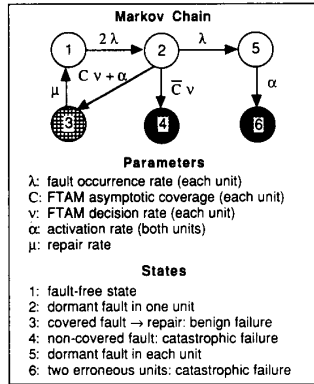 Markov Chain
1
2 λ
2
λ
5
C ν + α
μ
C̅ ν
α
3
4
6
Parameters
λ: fault occurrence rate (each unit)
C: FTAM asymptotic coverage (each unit)
ν: FTAM decision rate (each unit)
α: activation rate (both units)
μ: repair rate
States
1: fault-free state
2: dormant fault in one unit
3: covered fault → repair: benign failure
4: non-covered fault: catastrophic failure
5: dormant fault in each unit
6: two erroneous units: catastrophic failure